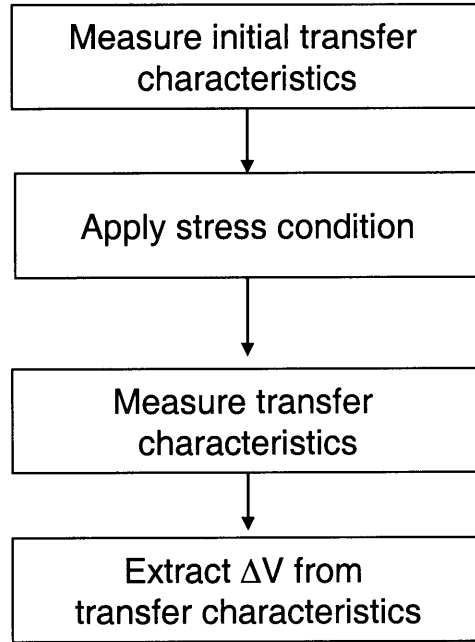 Measure initial transfer
characteristics
Apply stress condition
Measure transfer
characteristics
Extract ΔV from
transfer characteristics